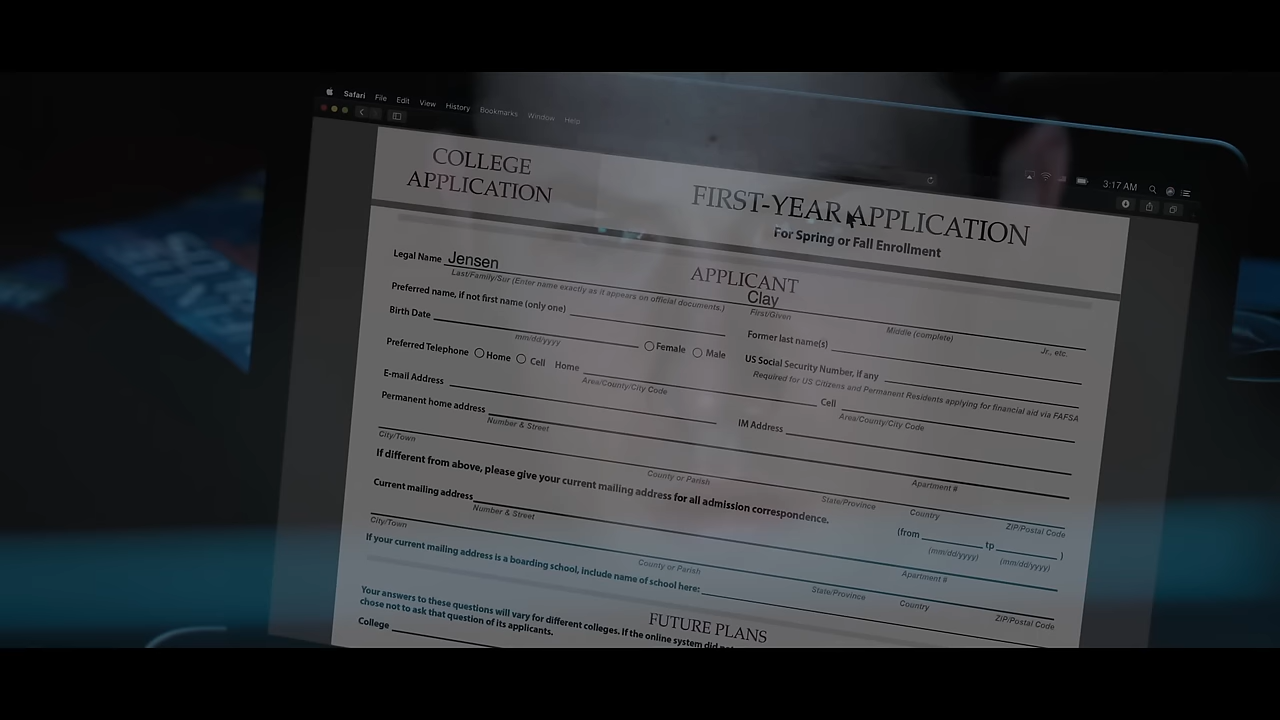 Safari File Edit View History Bookmarks Window Help
3:17 AM
COLLEGE
APPLICATION
FIRST-YEAR APPLICATION
For Spring or Fall Enrollment
APPLICANT
Legal Name Jensen Clay
Last/Family/Sur (Enter name exactly as it appears on official documents.) First/Given Middle (complete) Jr., etc.
Preferred name, if not first name (only one) Former last name(s)
Birth Date Female Male US Social Security Number, if any
mm/dd/yyyy Required for US Citizens and Permanent Residents applying for financial aid via FAFSA
Preferred Telephone Home Cell Home Cell
Area/County/City Code Area/County/City Code
E-mail Address IM Address
Permanent home address
Number & Street Apartment #
City/Town County or Parish State/Province Country ZIP/Postal Code
If different from above, please give your current mailing address for all admission correspondence. (from tp )
(mm/dd/yyyy) (mm/dd/yyyy)
Current mailing address
Number & Street Apartment #
City/Town County or Parish State/Province Country ZIP/Postal Code
If your current mailing address is a boarding school, include name of school here:
FUTURE PLANS
Your answers to these questions will vary for different colleges. If the online system did
chose not to ask that question of its applicants.
College